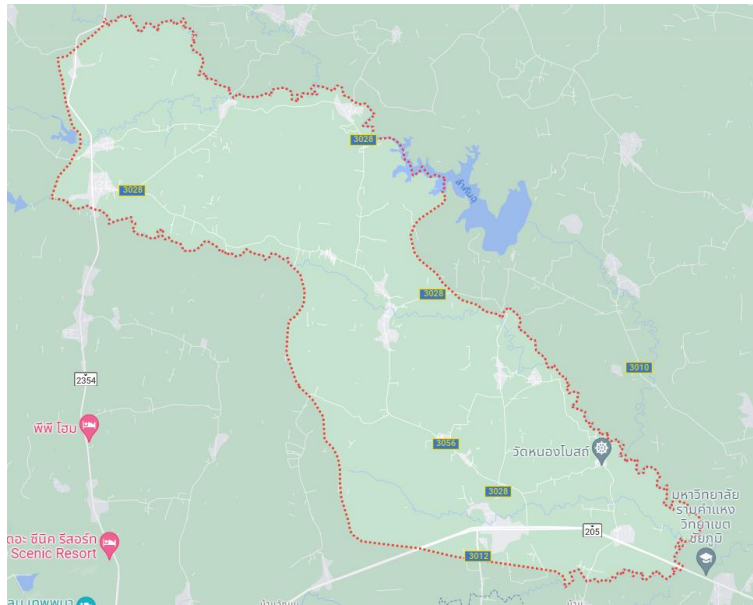 3028
3028
ลำคันฉู
3028
3010
2354
พีพี โฮม
3056
วัดหนองโบสถ์
3028
มหาวิทยาลัย
รามคำแหง
วิทยาเขต
ชัยภูมิ
205
ดอะ ซีนิค รีสอร์ท
Scenic Resort
3012